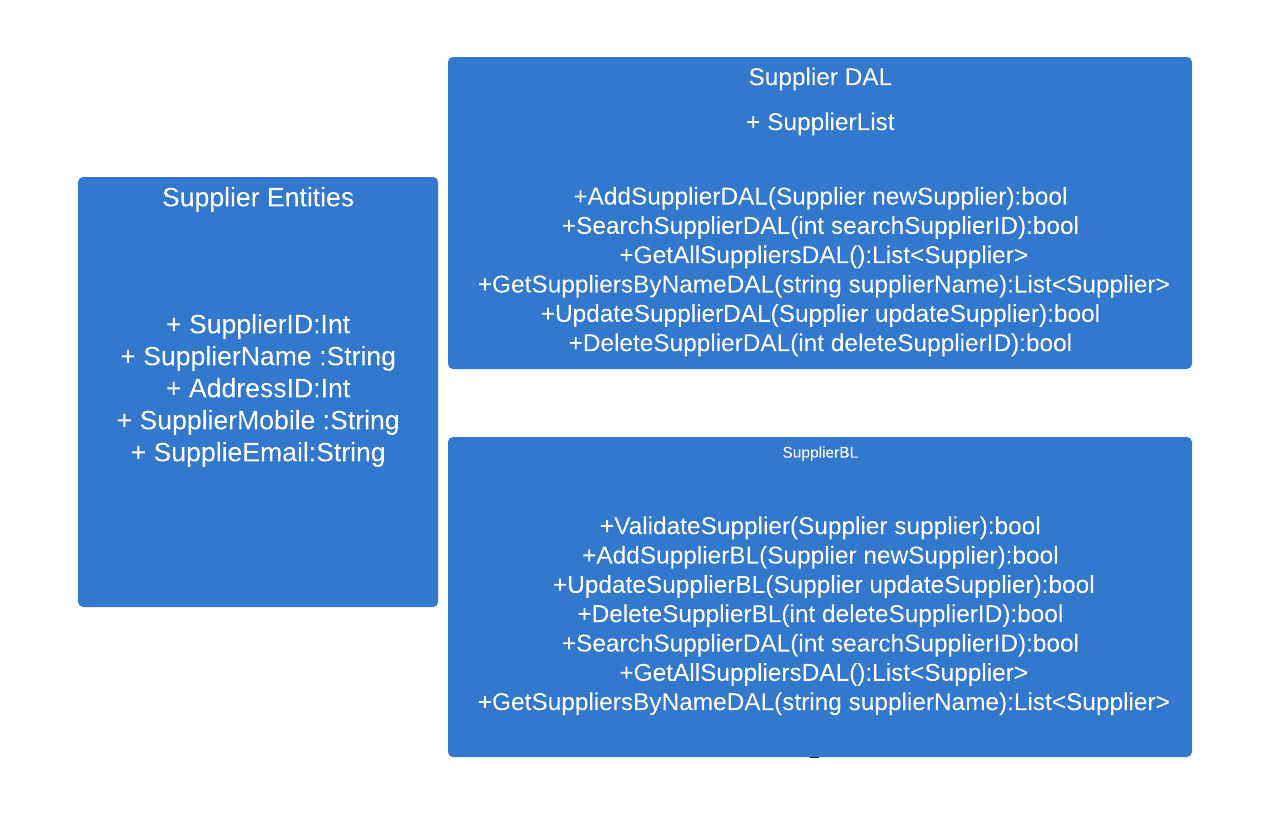 Supplier Entities
+ SupplierID:Int
+ SupplierName :String
+ AddressID:Int
+ SupplierMobile :String
+ SupplieEmail:String
Supplier DAL
+ SupplierList
+AddSupplierDAL(Supplier newSupplier):bool
+SearchSupplierDAL(int searchSupplierID):bool
+GetAllSuppliersDAL():List<Supplier>
+GetSuppliersByNameDAL(string supplierName):List<Supplier>
+UpdateSupplierDAL(Supplier updateSupplier):bool
+DeleteSupplierDAL(int deleteSupplierID):bool
SupplierBL
+ValidateSupplier(Supplier supplier):bool
+AddSupplierBL(Supplier newSupplier):bool
+UpdateSupplierBL(Supplier updateSupplier):bool
+DeleteSupplierBL(int deleteSupplierID):bool
+SearchSupplierDAL(int searchSupplierID):bool
+GetAllSuppliersDAL():List<Supplier>
+GetSuppliersByNameDAL(string supplierName):List<Supplier>